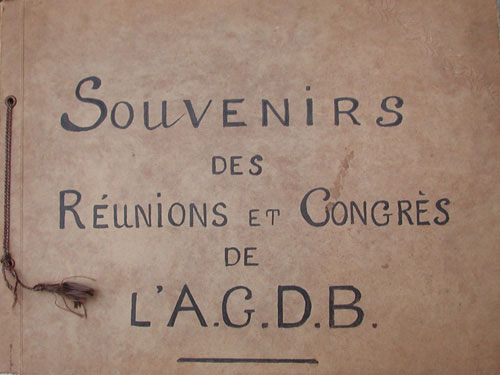 SOUVENIRS
DES
RÉUNIONS ET CONGRÈS
DE
L'A.G.D.B.